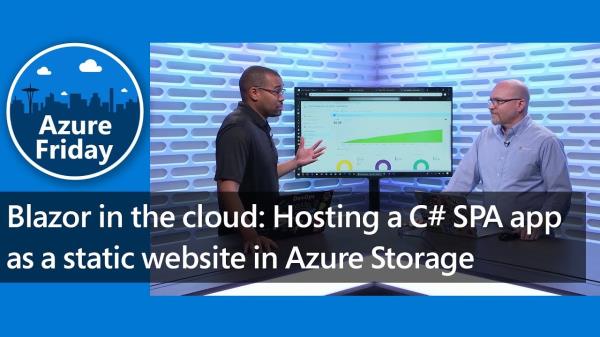 Azure
Friday
Blazor in the cloud: Hosting a C# SPA app
as a static website in Azure Storage